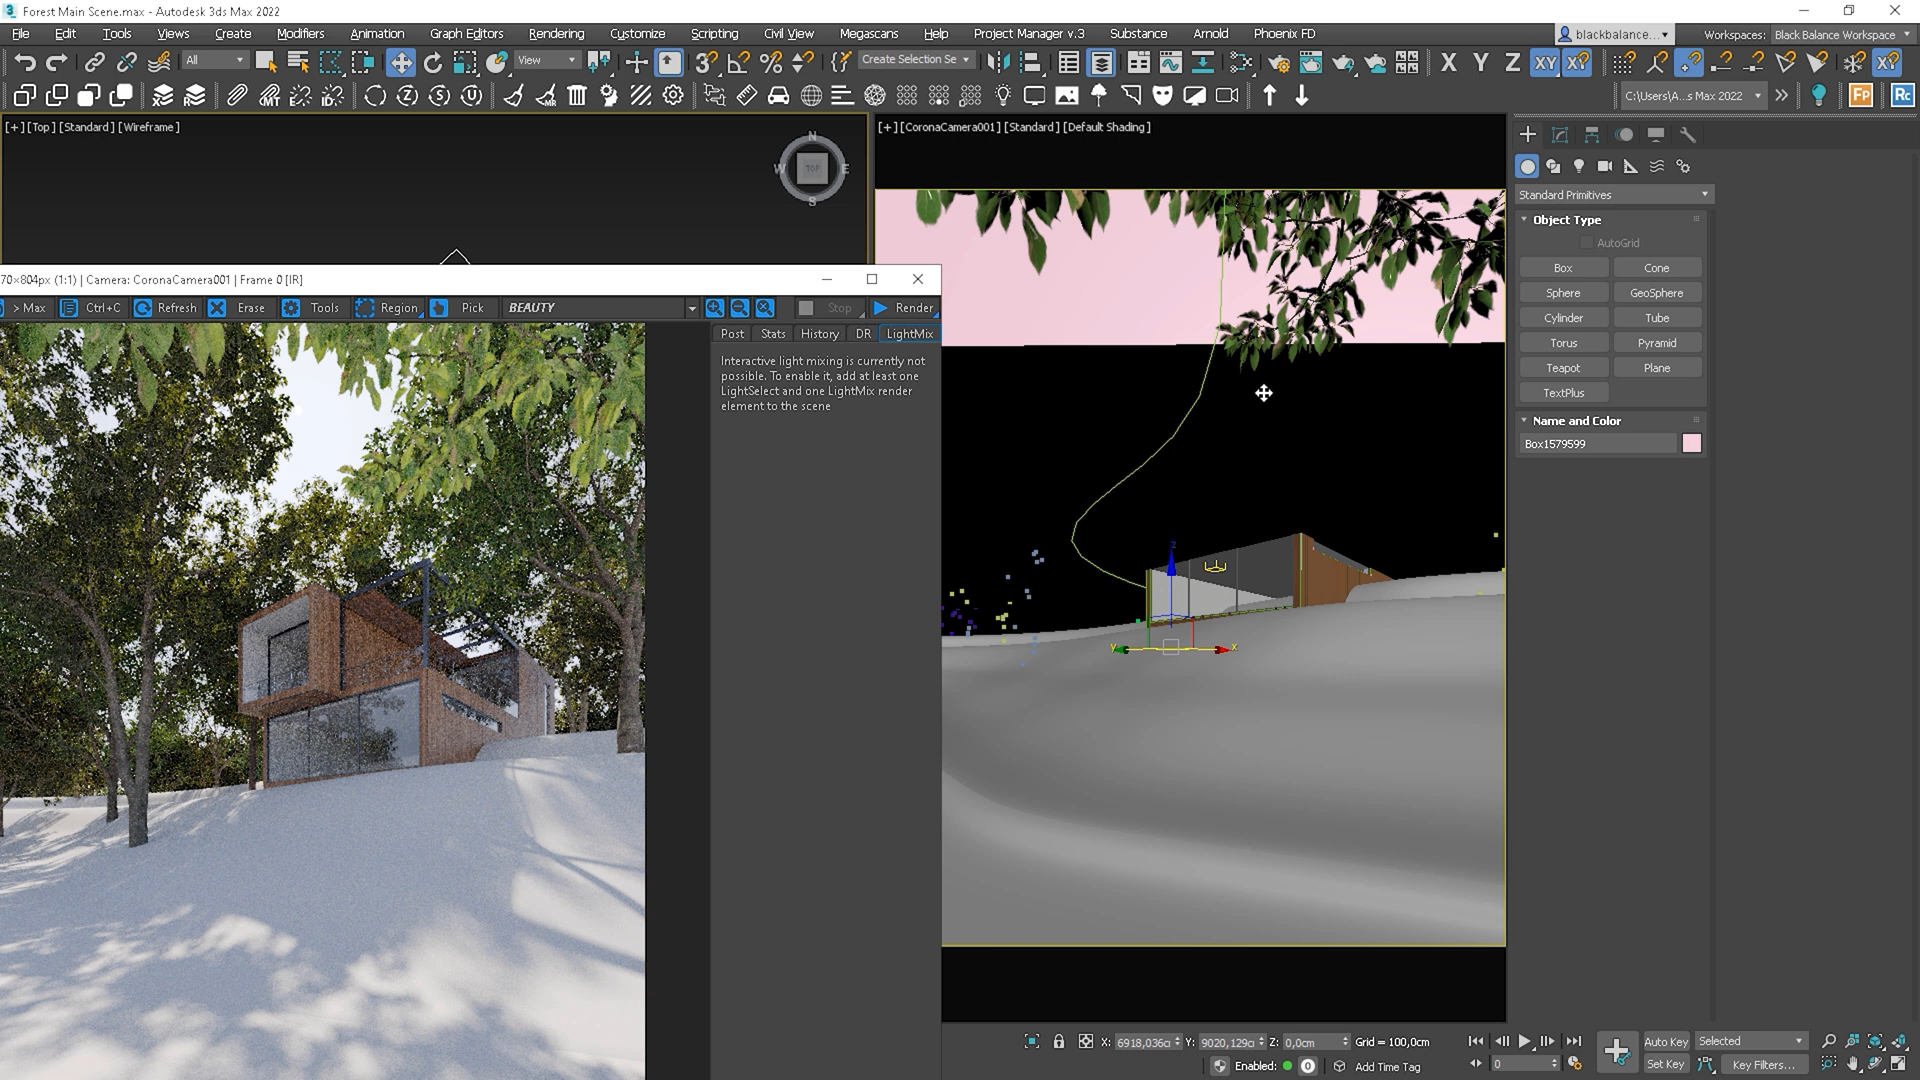 Forest Main Scene.max - Autodesk 3ds Max 2022
File Edit Tools Views Create Modifiers Animation Graph Editors Rendering Customize Scripting Civil View Megascans Help Project Manager v.3 Substance Arnold Phoenix FD
blackbalance... Workspaces: Black Balance Workspace
All View Create Selection Se X Y Z XY XY
C:\Users\A...s Max 2022 Fp Rc
[+] [Top] [Standard] [Wireframe]
N
W TOP E
S
[+] [CoronaCamera001] [Standard] [Default Shading]
Standard Primitives
Object Type
AutoGrid
Box Cone
Sphere GeoSphere
Cylinder Tube
Torus Pyramid
Teapot Plane
TextPlus
Name and Color
Box1579599
70×804px (1:1) | Camera: CoronaCamera001 | Frame 0 [IR]
> Max Ctrl+C Refresh Erase Tools Region Pick BEAUTY Stop Render
Post Stats History DR LightMix
Interactive light mixing is currently not
possible. To enable it, add at least one
LightSelect and one LightMix render
element to the scene
z
y x
X: 6918,036c Y: 9020,129c Z: 0,0cm Grid = 100,0cm
Auto Key Selected
Enabled: 0 Add Time Tag
0 Set Key Key Filters...